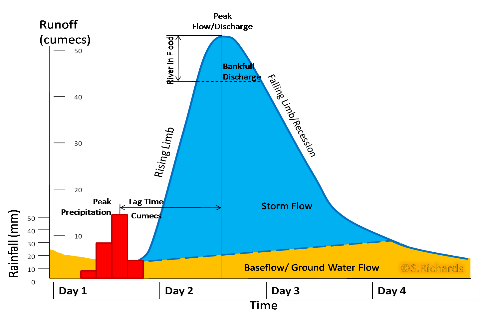 Runoff
(cumecs)
Peak
Flow/Discharge
50
River in Flood
Bankfull
Discharge
40
Falling Limb/Recession
30
Rising Limb
20
Peak
Precipitation
Lag Time
Cumecs
Storm Flow
Rainfall (mm)
50
40
30
20
10
0
10
Baseflow/ Ground Water Flow
©S.Richards
Day 1
Day 2
Day 3
Day 4
Time